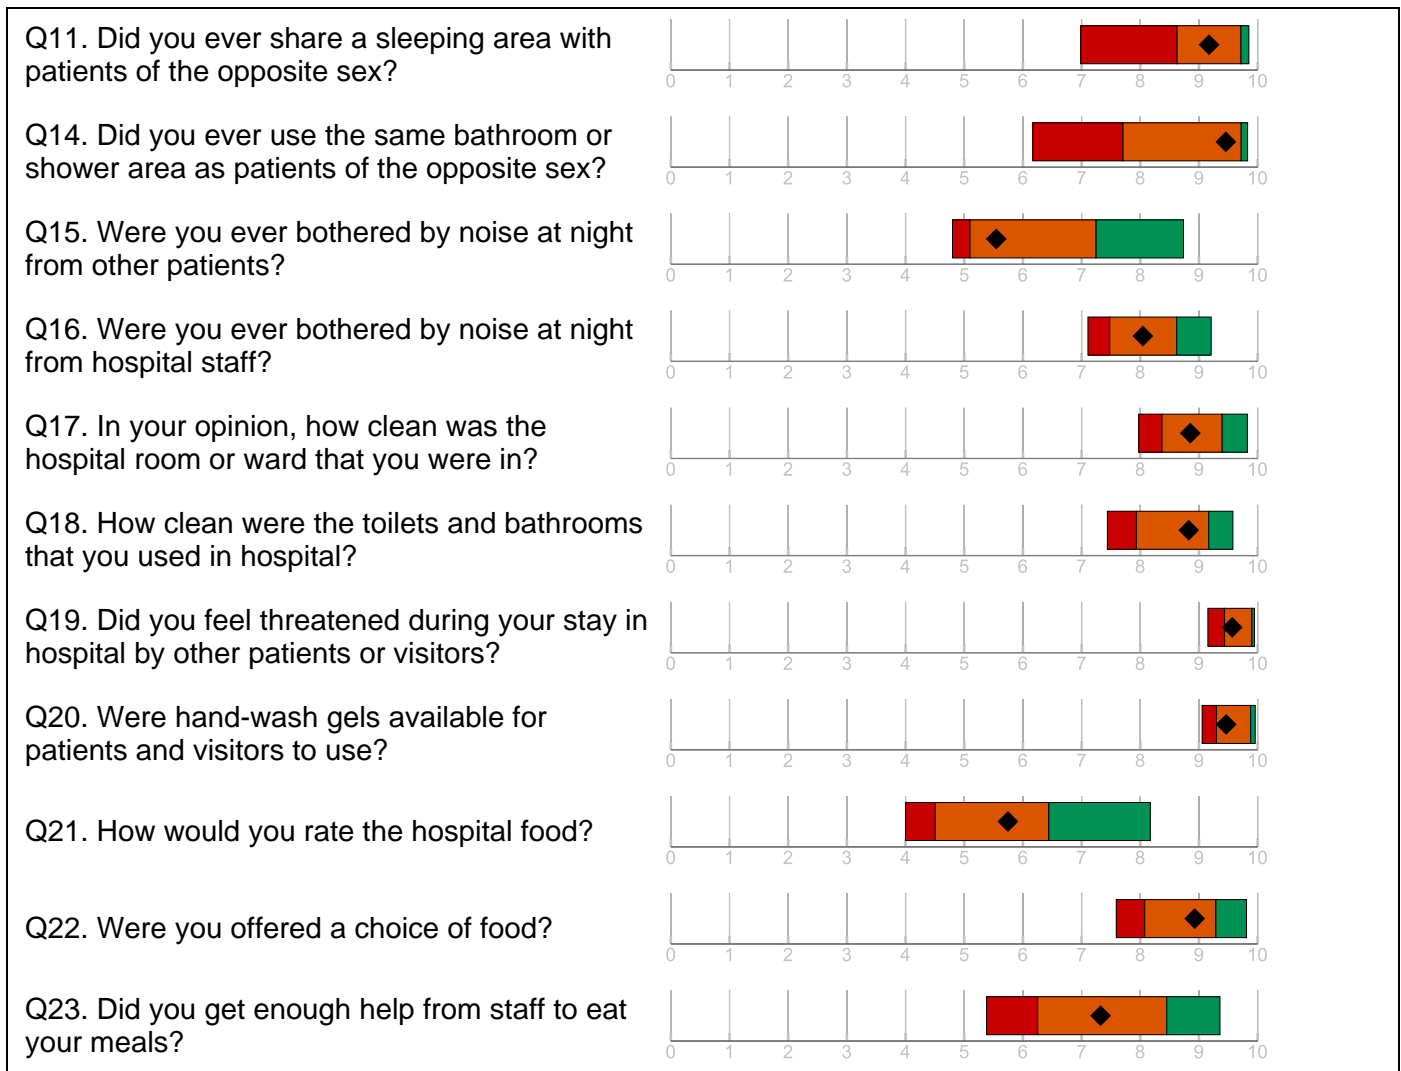 Q11. Did you ever share a sleeping area with
patients of the opposite sex?
0 1 2 3 4 5 6 7 8 9 10
Q14. Did you ever use the same bathroom or
shower area as patients of the opposite sex?
0 1 2 3 4 5 6 7 8 9 10
Q15. Were you ever bothered by noise at night
from other patients?
0 1 2 3 4 5 6 7 8 9 10
Q16. Were you ever bothered by noise at night
from hospital staff?
0 1 2 3 4 5 6 7 8 9 10
Q17. In your opinion, how clean was the
hospital room or ward that you were in?
0 1 2 3 4 5 6 7 8 9 10
Q18. How clean were the toilets and bathrooms
that you used in hospital?
0 1 2 3 4 5 6 7 8 9 10
Q19. Did you feel threatened during your stay in
hospital by other patients or visitors?
0 1 2 3 4 5 6 7 8 9 10
Q20. Were hand-wash gels available for
patients and visitors to use?
0 1 2 3 4 5 6 7 8 9 10
Q21. How would you rate the hospital food?
0 1 2 3 4 5 6 7 8 9 10
Q22. Were you offered a choice of food?
0 1 2 3 4 5 6 7 8 9 10
Q23. Did you get enough help from staff to eat
your meals?
0 1 2 3 4 5 6 7 8 9 10